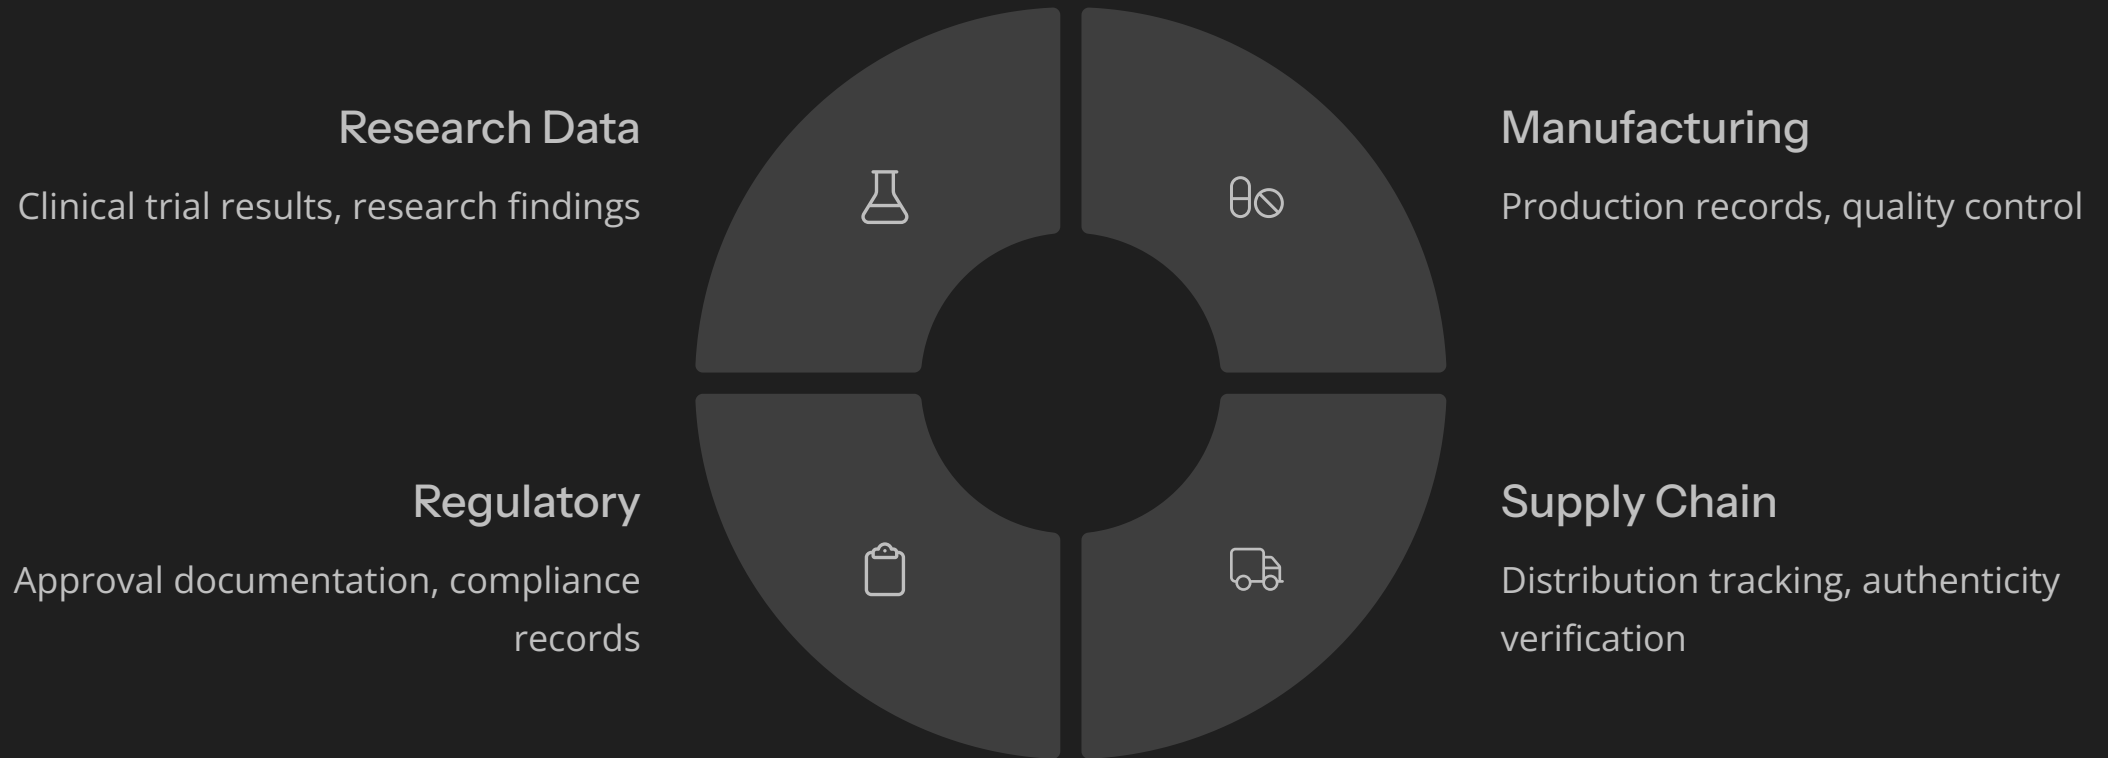 Research Data
Clinical trial results, research findings
Manufacturing
Production records, quality control
Regulatory
Approval documentation, compliance
records
Supply Chain
Distribution tracking, authenticity
verification